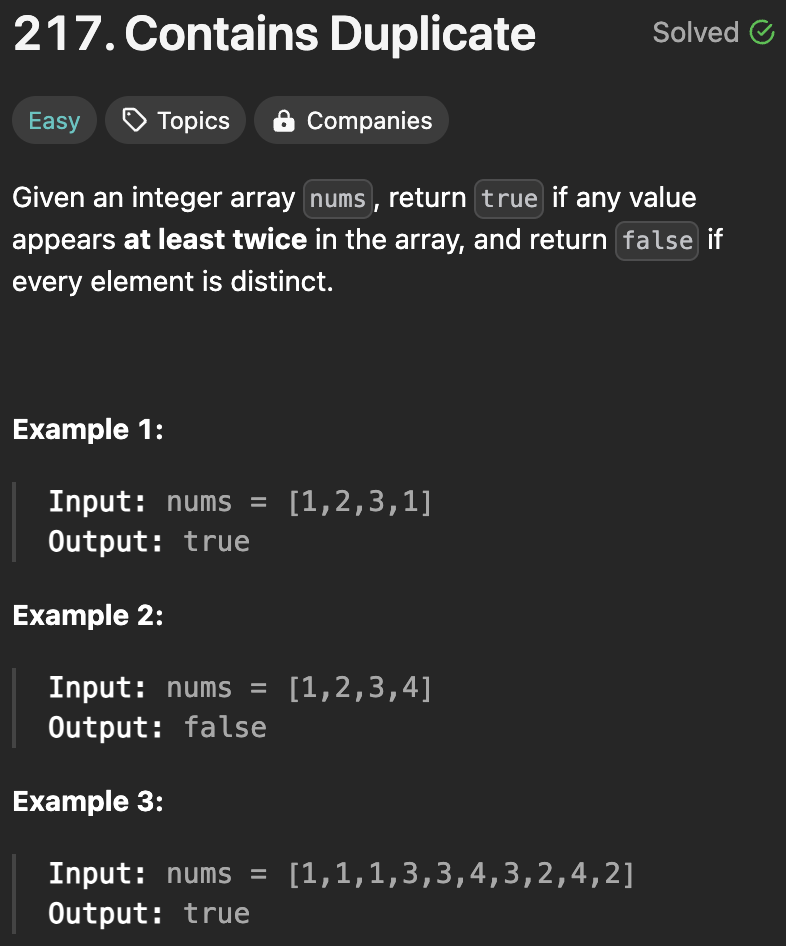 217. Contains Duplicate
Solved
Easy
Topics
Companies
Given an integer array nums, return true if any value
appears at least twice in the array, and return false if
every element is distinct.
Example 1:
Input: nums = [1,2,3,1]
Output: true
Example 2:
Input: nums = [1,2,3,4]
Output: false
Example 3:
Input: nums = [1,1,1,3,3,4,3,2,4,2]
Output: true